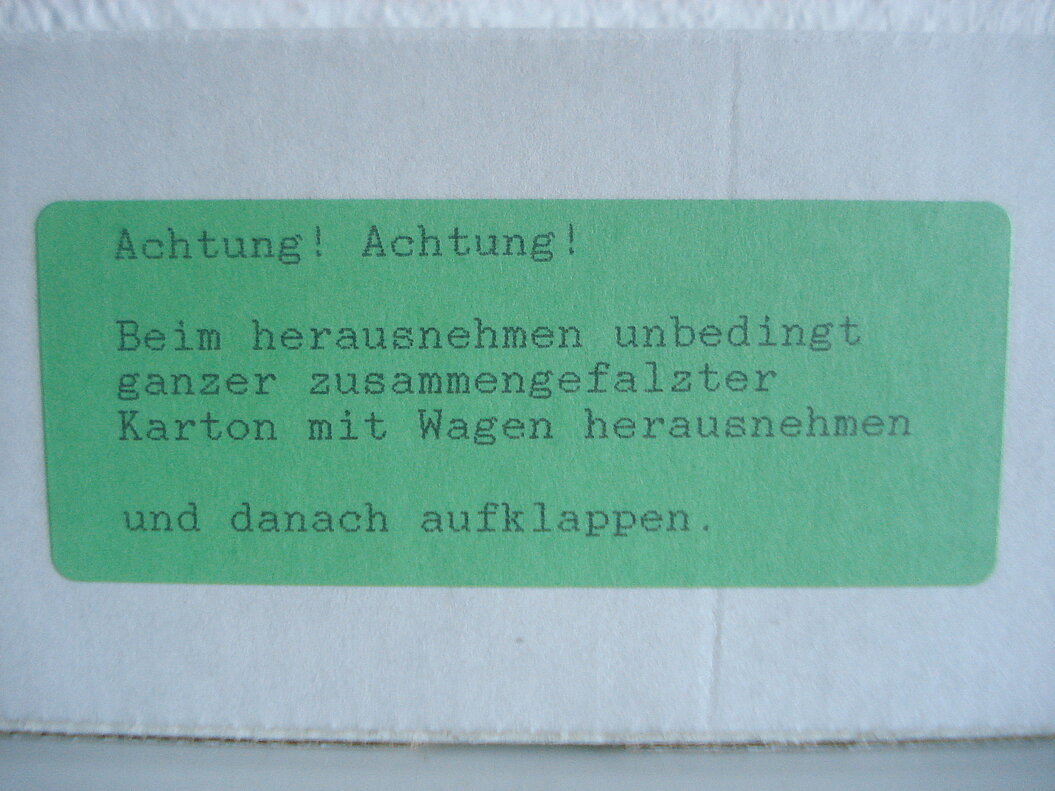 Achtung! Achtung!
Beim herausnehmen unbedingt
ganzer zusammengefalzter
Karton mit Wagen herausnehmen
und danach aufklappen.